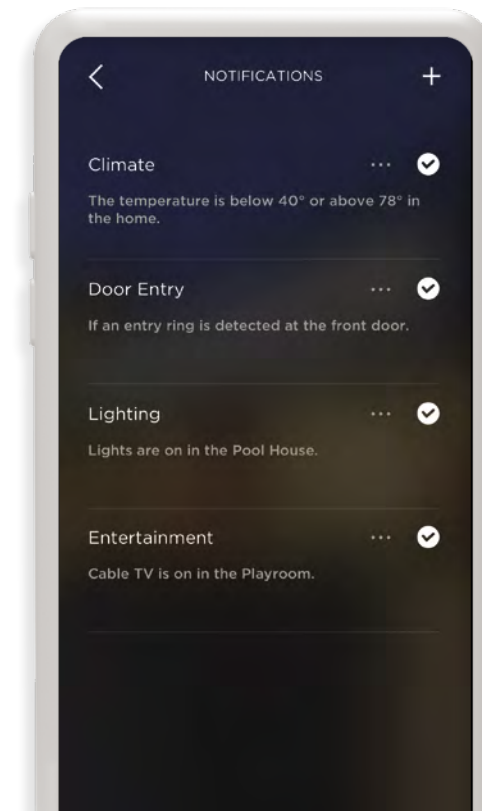 NOTIFICATIONS
Climate
The temperature is below 40° or above 78° in
the home.
Door Entry
If an entry ring is detected at the front door.
Lighting
Lights are on in the Pool House.
Entertainment
Cable TV is on in the Playroom.